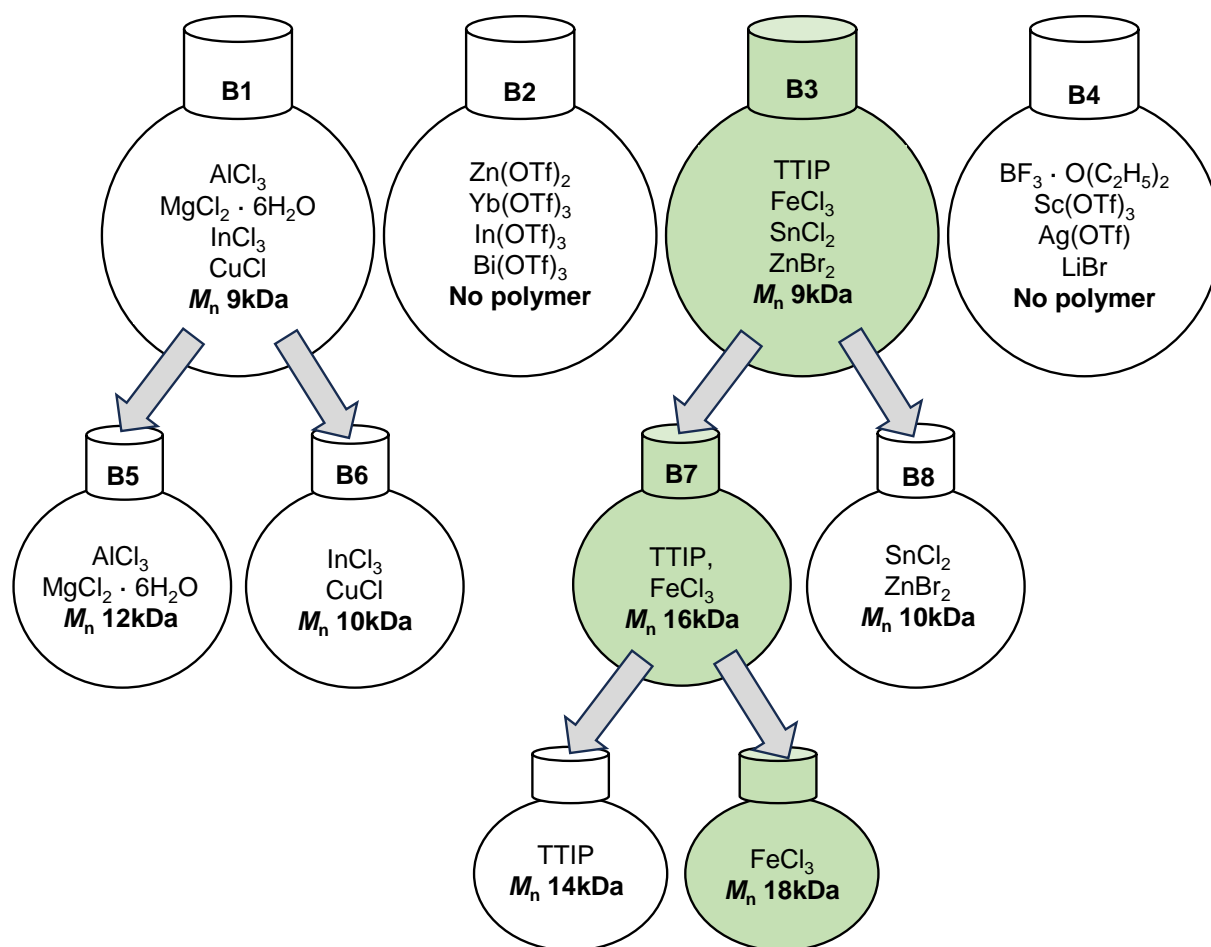 B1
AlCl₃
MgCl₂ · 6H₂O
InCl₃
CuCl
Mₙ 9kDa
B2
Zn(OTf)₂
Yb(OTf)₃
In(OTf)₃
Bi(OTf)₃
No polymer
B3
TTIP
FeCl₃
SnCl₂
ZnBr₂
Mₙ 9kDa
B4
BF₃ · O(C₂H₅)₂
Sc(OTf)₃
Ag(OTf)
LiBr
No polymer
B5
AlCl₃
MgCl₂ · 6H₂O
Mₙ 12kDa
B6
InCl₃
CuCl
Mₙ 10kDa
B7
TTIP,
FeCl₃
Mₙ 16kDa
B8
SnCl₂
ZnBr₂
Mₙ 10kDa
TTIP
Mₙ 14kDa
FeCl₃
Mₙ 18kDa